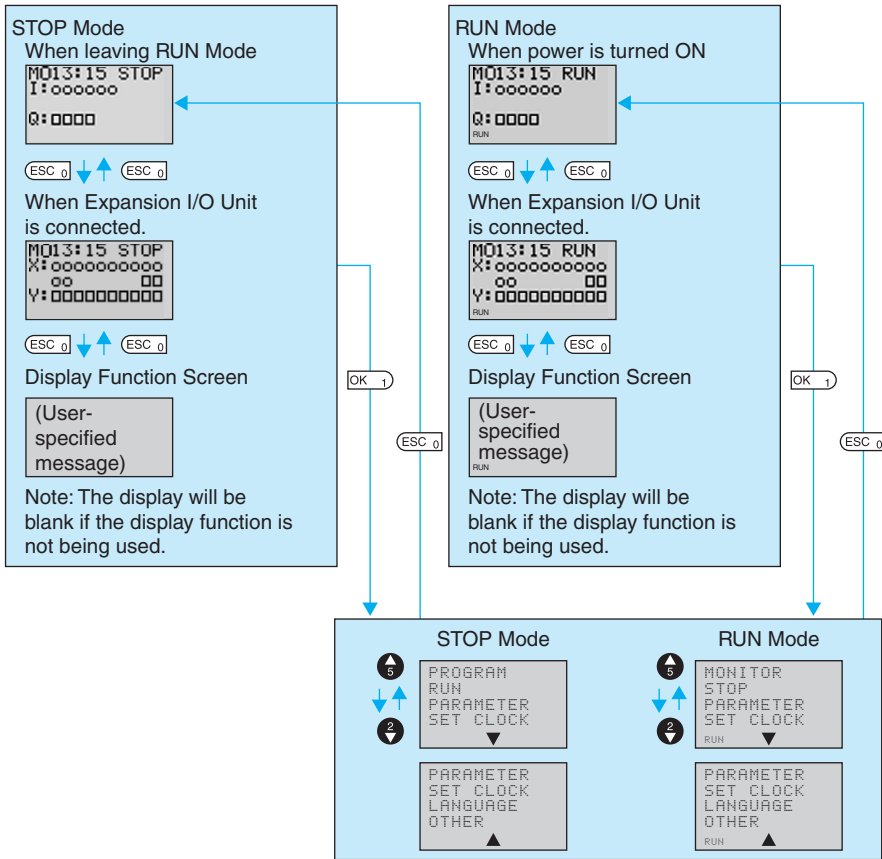 STOP Mode
When leaving RUN Mode
MO13:15 STOP
I:oooooo
Q:□□□□
ESC 0 ESC 0
When Expansion I/O Unit
is connected.
MO13:15 STOP
X:oooooooooo
oo □□
Y:□□□□□□□□□□
ESC 0 ESC 0
Display Function Screen
(User-
specified
message)
Note: The display will be
blank if the display function is
not being used.
OK 1
ESC 0
RUN Mode
When power is turned ON
MO13:15 RUN
I:oooooo
Q:□□□□
RUN
ESC 0 ESC 0
When Expansion I/O Unit
is connected.
MO13:15 RUN
X:oooooooooo
oo □□
Y:□□□□□□□□□□
RUN
ESC 0 ESC 0
Display Function Screen
(User-
specified
message)
RUN
Note: The display will be
blank if the display function is
not being used.
OK 1
ESC 0
STOP Mode
5
2
PROGRAM
RUN
PARAMETER
SET CLOCK
PARAMETER
SET CLOCK
LANGUAGE
OTHER
RUN Mode
5
2
MONITOR
STOP
PARAMETER
SET CLOCK
RUN
PARAMETER
SET CLOCK
LANGUAGE
OTHER
RUN